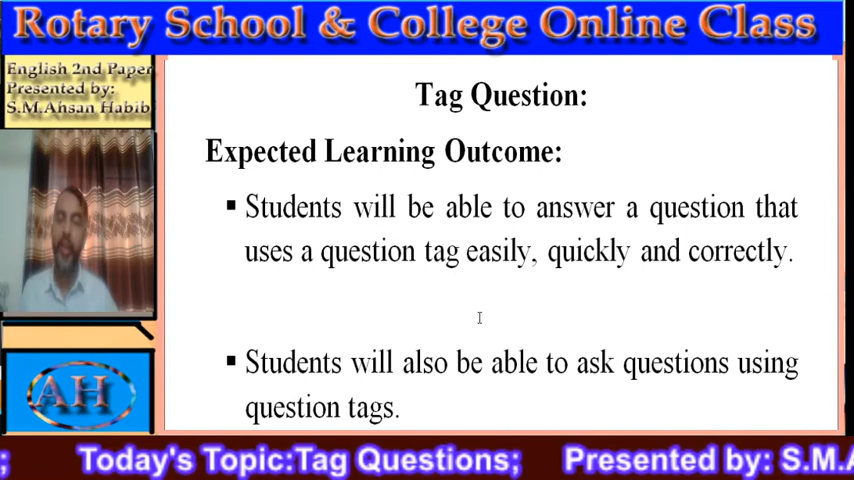 Rotary School & College Online Class
English 2nd Paper
Presented by:
S.M.Ahsan Habib
Tag Question:
Expected Learning Outcome:
▪ Students will be able to answer a question that
uses a question tag easily, quickly and correctly.
▪ Students will also be able to ask questions using
question tags.
AH
; Today's Topic:Tag Questions; Presented by: S.M.A